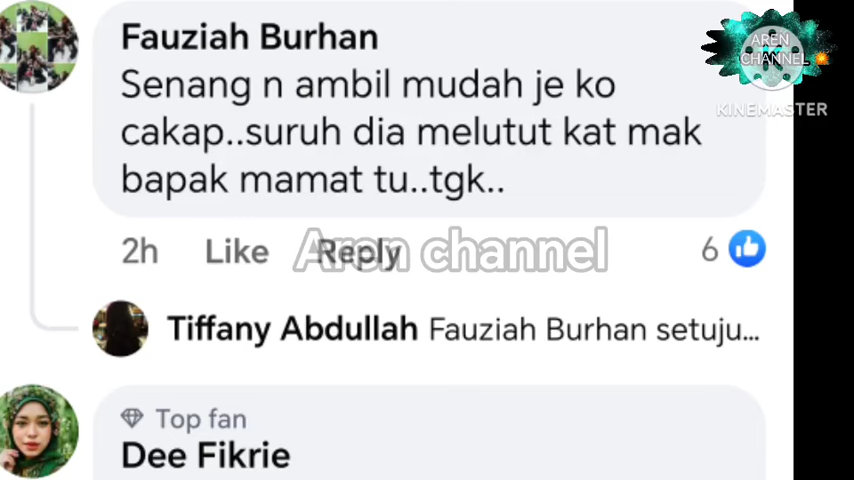 Fauziah Burhan
Senang n ambil mudah je ko
cakap..suruh dia melutut kat mak
bapak mamat tu..tgk..
2h Like Reply 6
Aren channel
Tiffany Abdullah Fauziah Burhan setuju...
Top fan
Dee Fikrie
AREN
CHANNEL
KINEMASTER